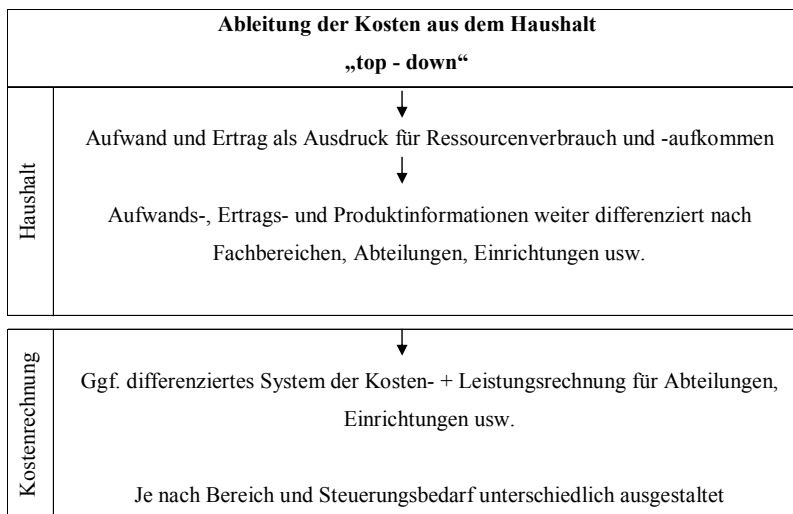 Ableitung der Kosten aus dem Haushalt
„top - down“
Haushalt
Aufwand und Ertrag als Ausdruck für Ressourcenverbrauch und -aufkommen
Aufwands-, Ertrags- und Produktinformationen weiter differenziert nach
Fachbereichen, Abteilungen, Einrichtungen usw.
Kostenrechnung
Ggf. differenziertes System der Kosten- + Leistungsrechnung für Abteilungen,
Einrichtungen usw.
Je nach Bereich und Steuerungsbedarf unterschiedlich ausgestaltet